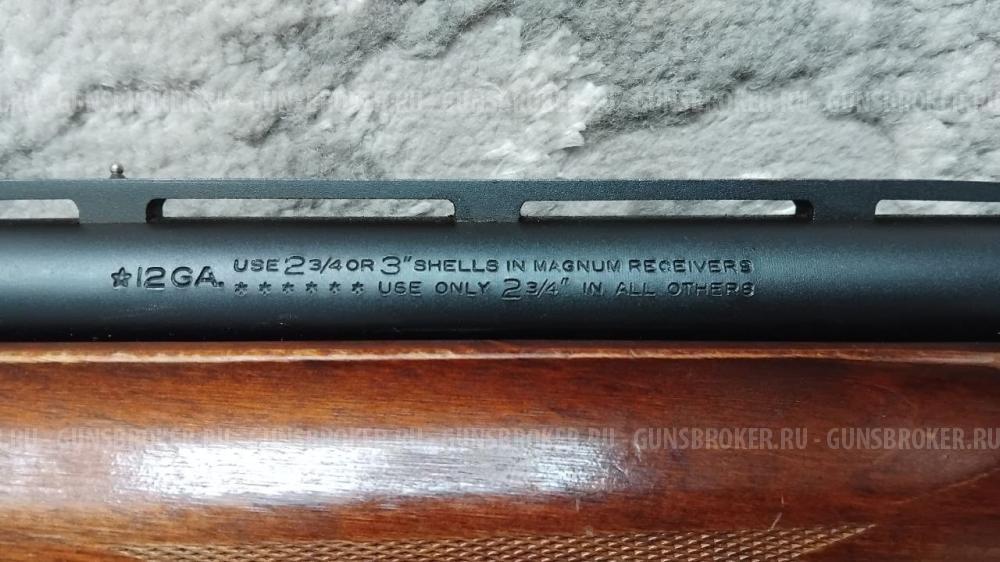 GUNSBROKER.RU - GUNSBROKER.RU - GUNSBROKER.RU - GUNSBROKER.RU - GUNSBROKER.RU
☆12GA. USE 2 3/4 OR 3" SHELLS IN MAGNUM RECEIVERS
****** USE ONLY 2 3/4" IN ALL OTHERS
.RU - GUNSBROKER.RU - GUNSBROKER.RU - GUNSBROKER.RU - GUNSBROKER.RU - GUNSBROKER.RU